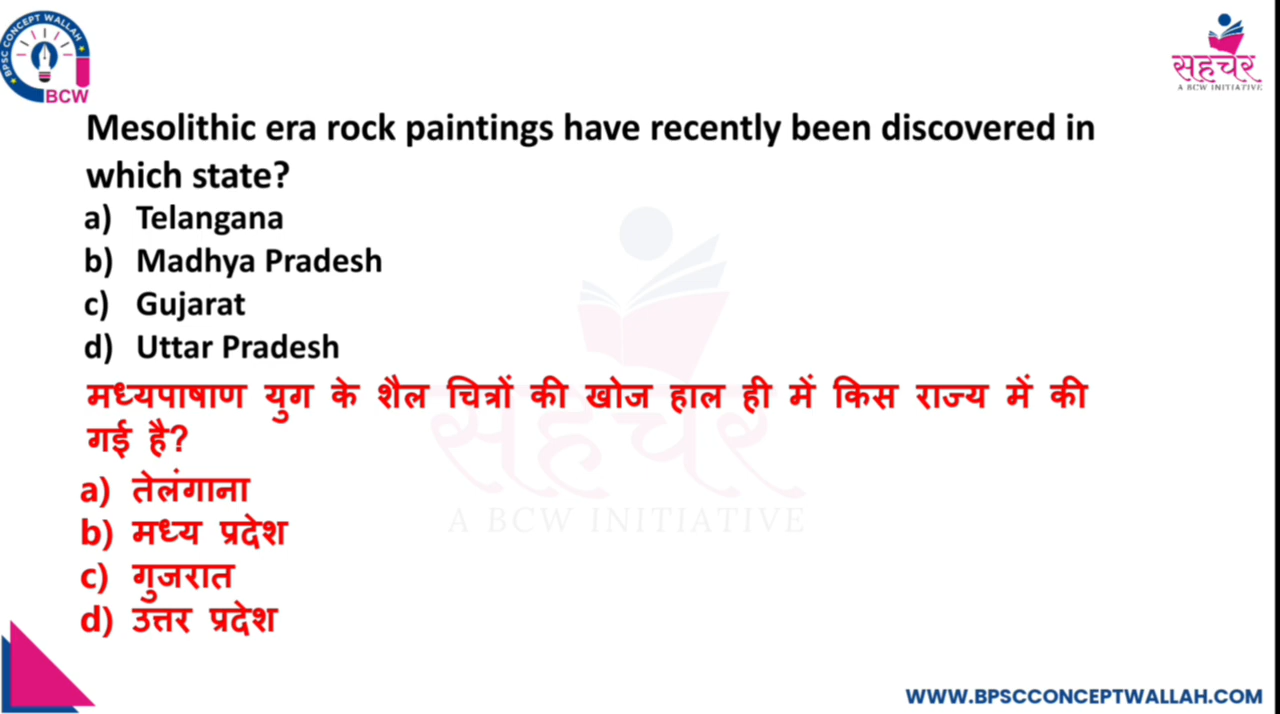 BPSC CONCEPT WALLAH
BCW
सहचर
A BCW INITIATIVE
Mesolithic era rock paintings have recently been discovered in
which state?
a) Telangana
b) Madhya Pradesh
c) Gujarat
d) Uttar Pradesh
मध्यपाषाण युग के शैल चित्रों की खोज हाल ही में किस राज्य में की
गई है?
a) तेलंगाना
b) मध्य प्रदेश
c) गुजरात
d) उत्तर प्रदेश
सहचर
A BCW INITIATIVE
WWW.BPSCCONCEPTWALLAH.COM